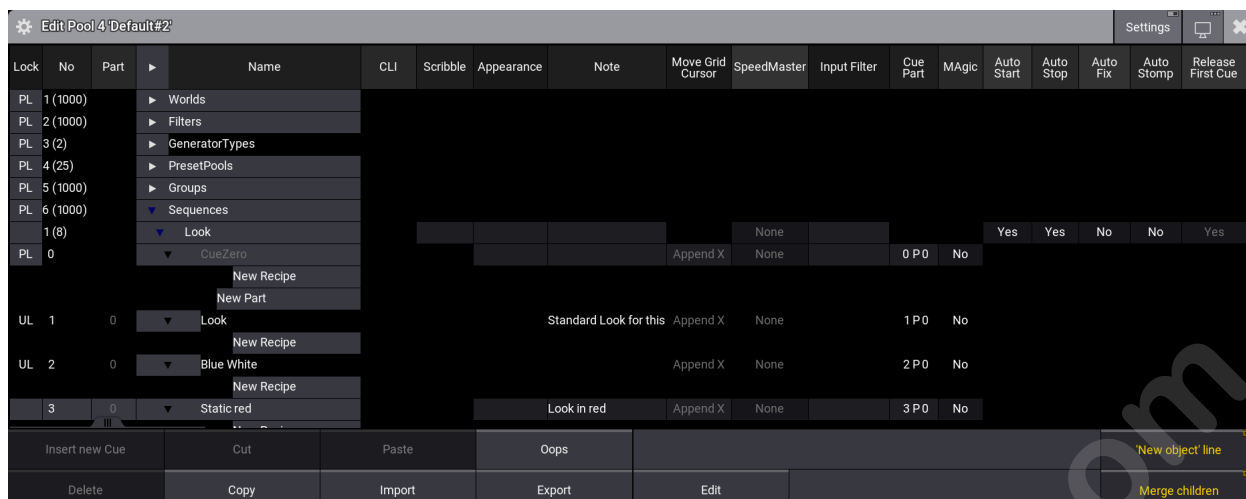 Edit Pool 4 'Default#2'
Settings
Lock No Part Name CLI Scribble Appearance Note Move Grid Cursor SpeedMaster Input Filter Cue Part MAgic Auto Start Auto Stop Auto Fix Auto Stomp Release First Cue
PL 1 (1000) Worlds
PL 2 (1000) Filters
PL 3 (2) GeneratorTypes
PL 4 (25) PresetPools
PL 5 (1000) Groups
PL 6 (1000) Sequences
1 (8) Look None Yes Yes No No Yes
PL 0 CueZero Append X None 0 P 0 No
New Recipe
New Part
UL 1 0 Look Standard Look for this Append X None 1 P 0 No
New Recipe
UL 2 0 Blue White Append X None 2 P 0 No
New Recipe
3 0 Static red Look in red Append X None 3 P 0 No
Insert new Cue Cut Paste Oops 'New object' line
Delete Copy Import Export Edit Merge children